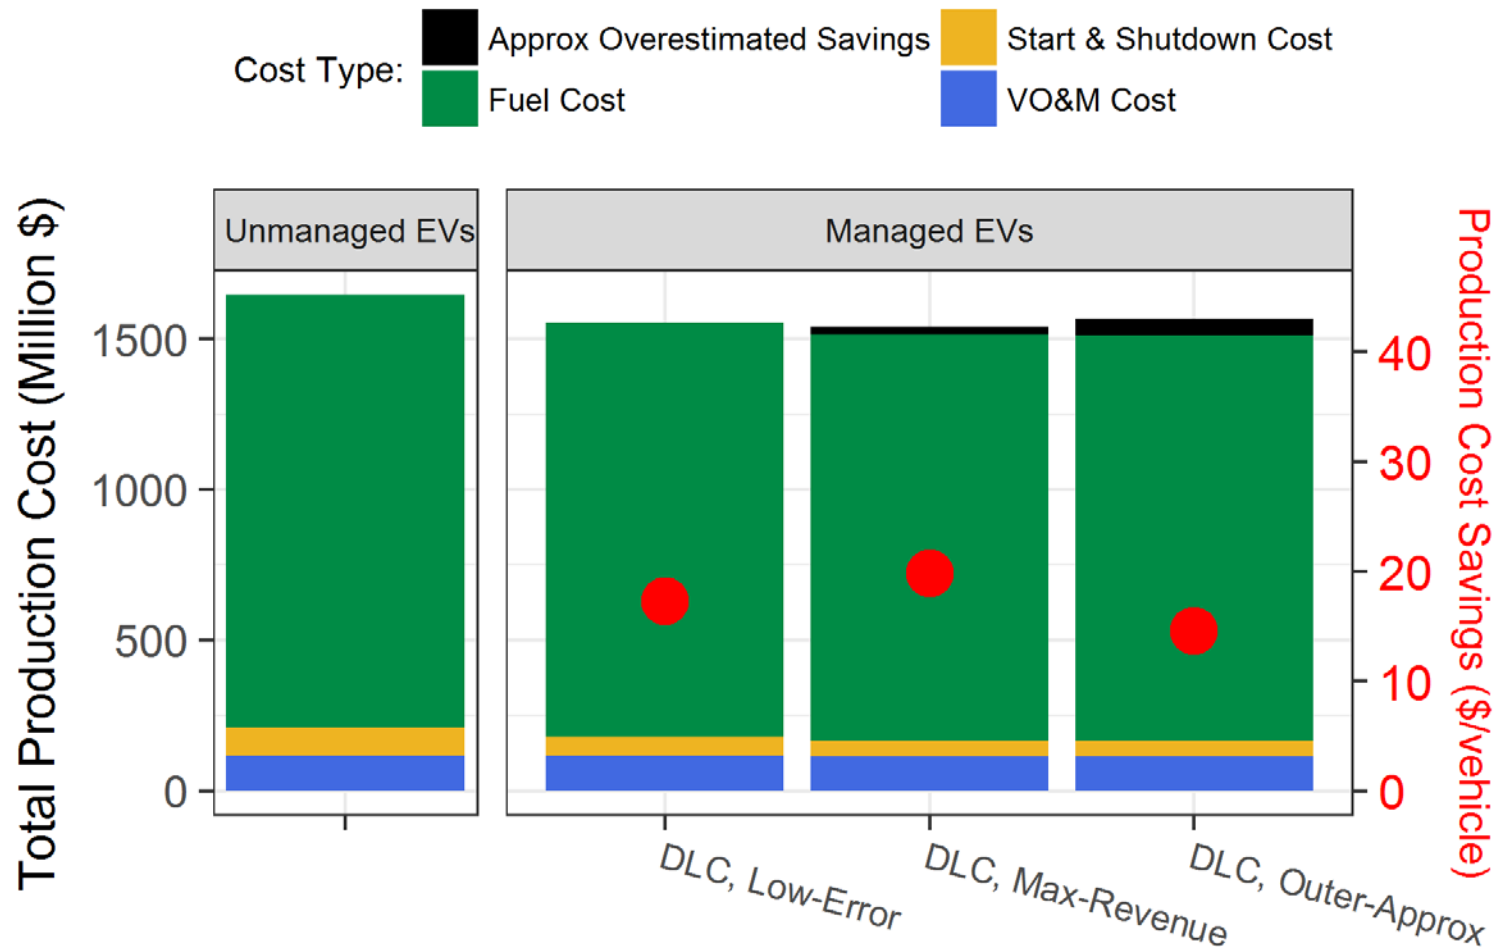 Cost Type:
Approx Overestimated Savings
Start & Shutdown Cost
Fuel Cost
VO&M Cost
Unmanaged EVs
Managed EVs
Total Production Cost (Million $)
1500
1000
500
0
40
30
20
10
0
Production Cost Savings ($/vehicle)
DLC, Low-Error
DLC, Max-Revenue
DLC, Outer-Approx